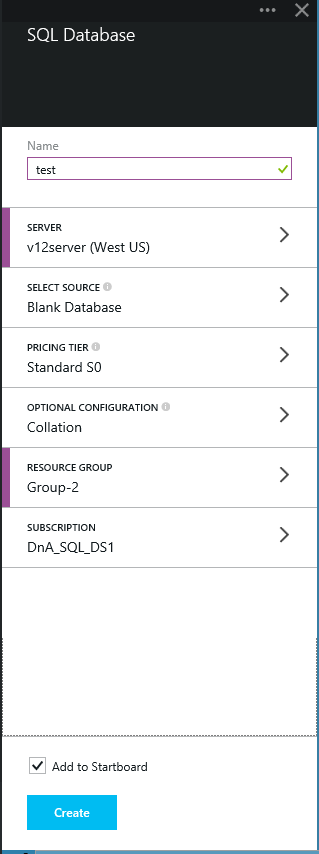 SQL Database
Name
test
SERVER
v12server (West US)
SELECT SOURCE
Blank Database
PRICING TIER
Standard S0
OPTIONAL CONFIGURATION
Collation
RESOURCE GROUP
Group-2
SUBSCRIPTION
DnA_SQL_DS1
Add to Startboard
Create